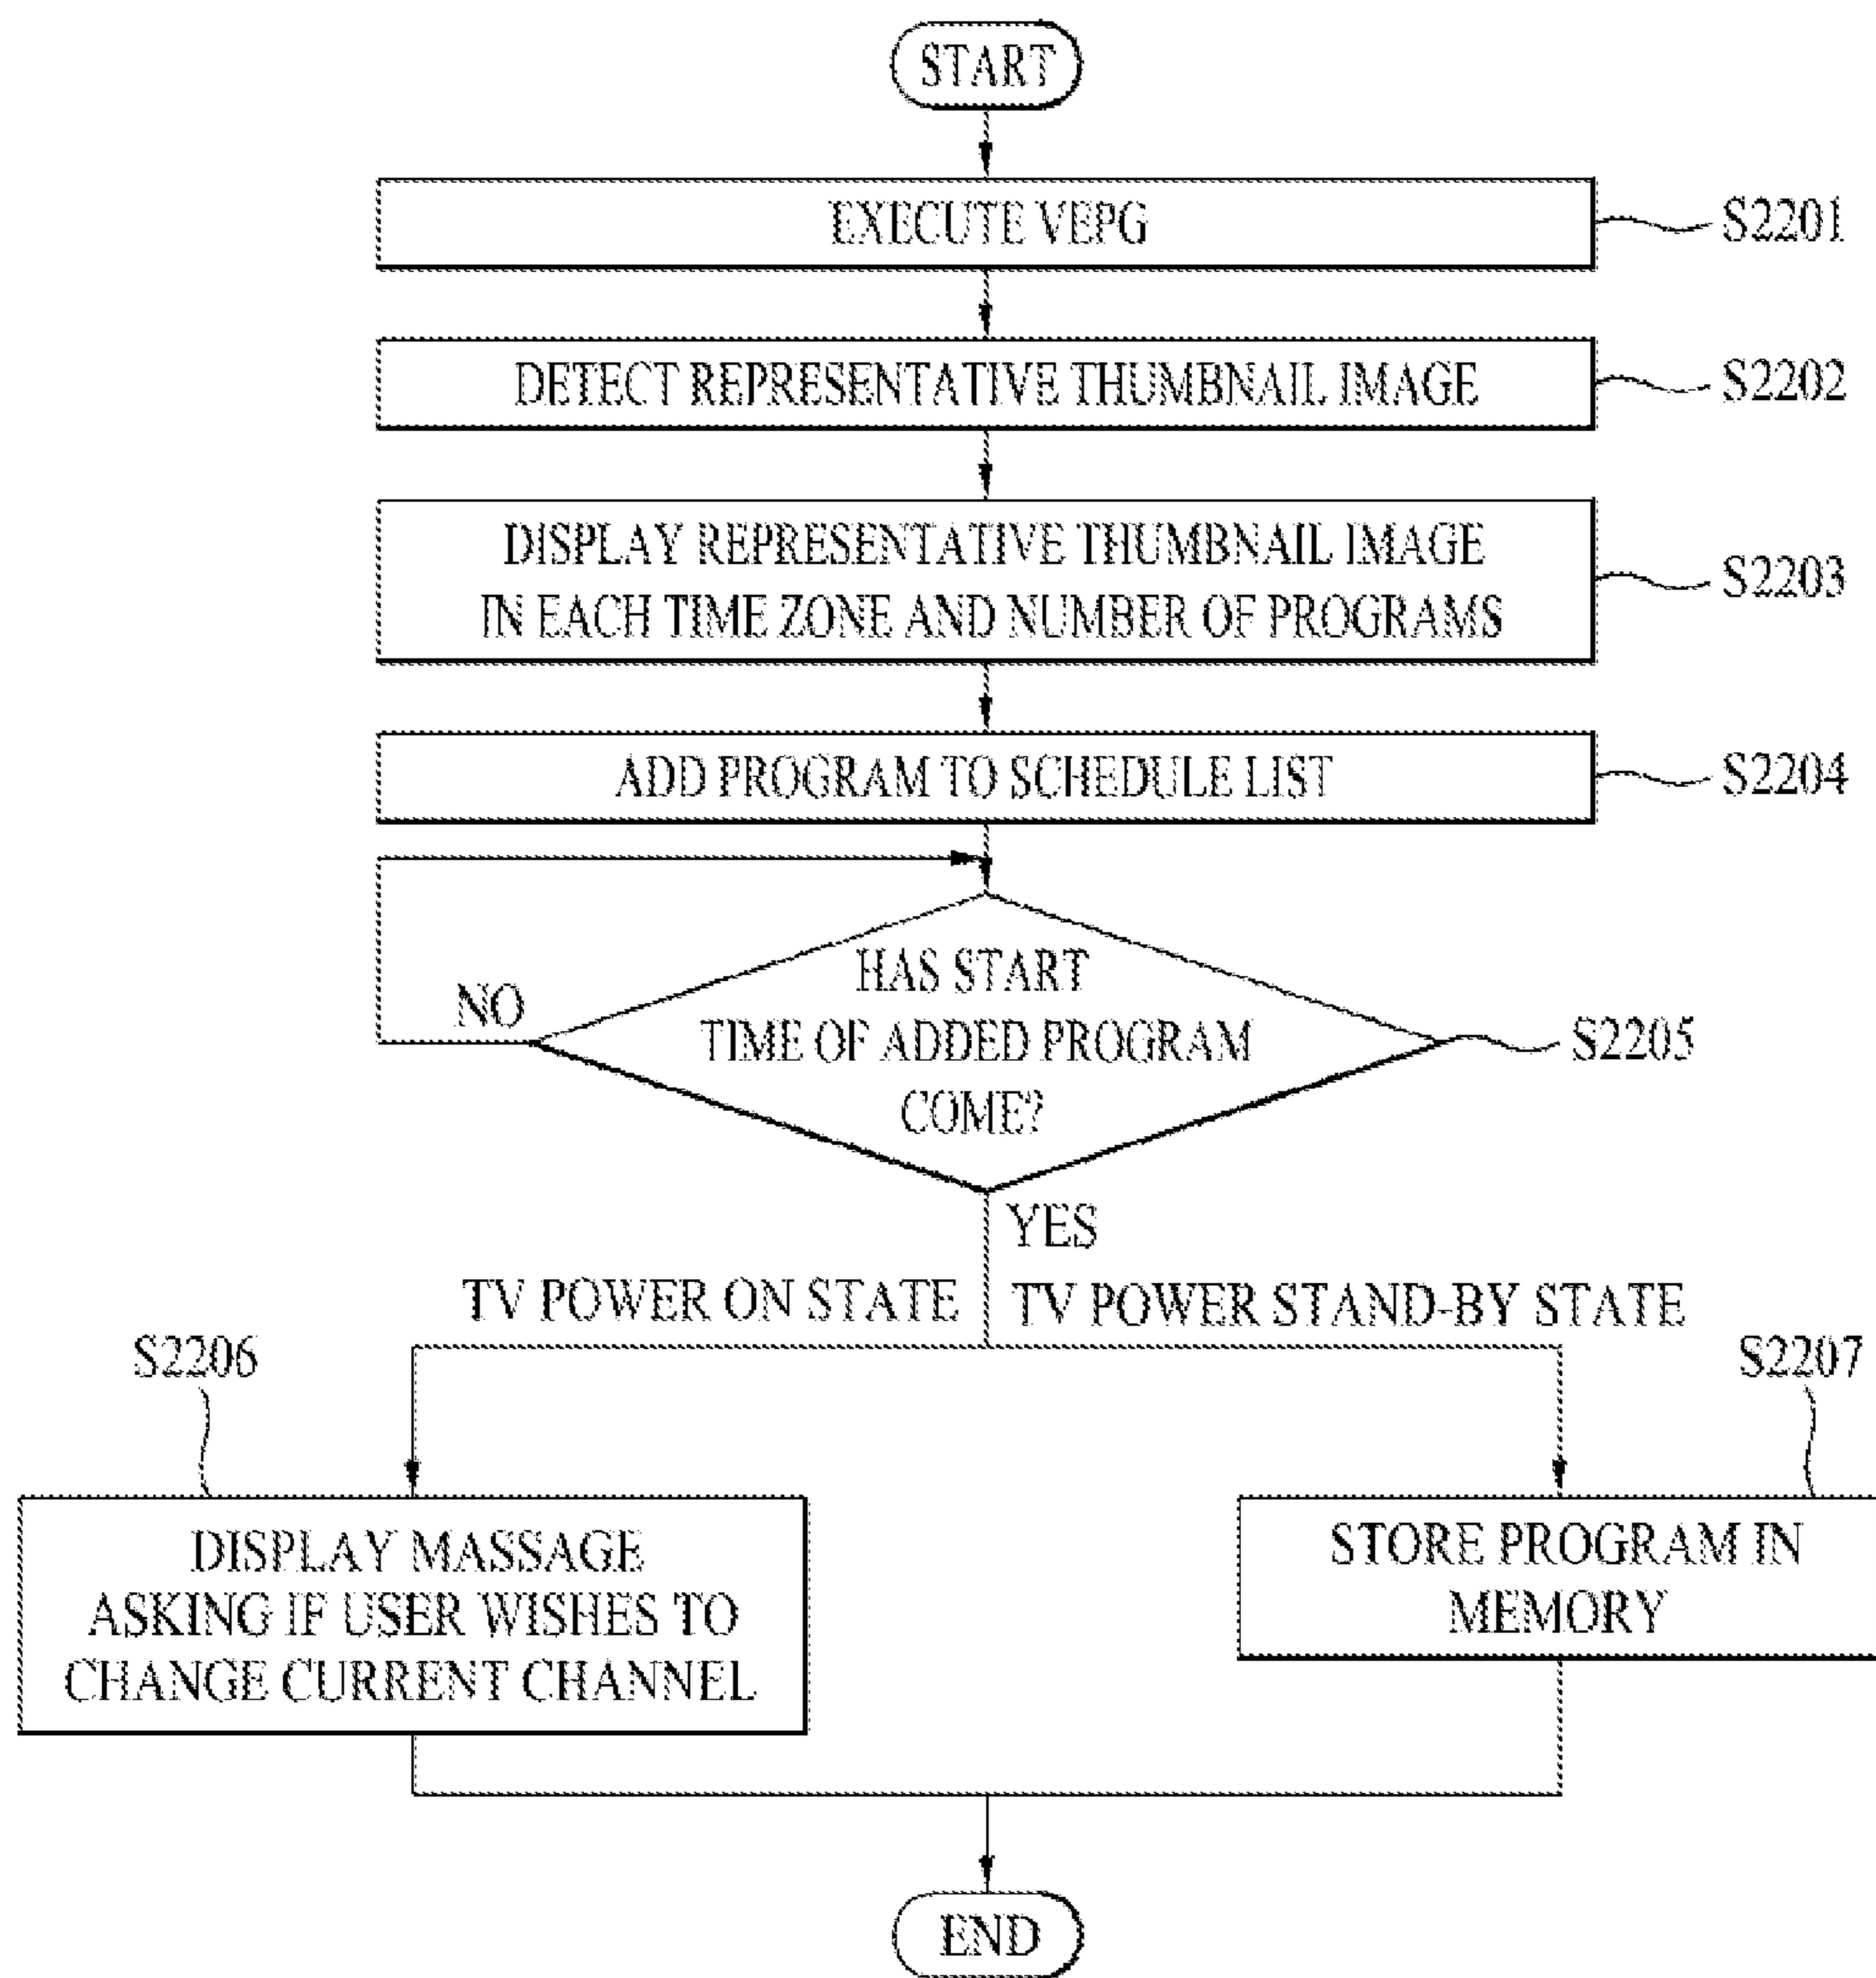 START
EXECUTE VEPG
S2201
DETECT REPRESENTATIVE THUMBNAIL IMAGE
S2202
DISPLAY REPRESENTATIVE THUMBNAIL IMAGE
IN EACH TIME ZONE AND NUMBER OF PROGRAMS
S2203
ADD PROGRAM TO SCHEDULE LIST
S2204
HAS START
TIME OF ADDED PROGRAM
COME?
NO
S2205
YES
TV POWER ON STATE
TV POWER STAND-BY STATE
S2206
S2207
DISPLAY MASSAGE
ASKING IF USER WISHES TO
CHANGE CURRENT CHANNEL
STORE PROGRAM IN
MEMORY
END